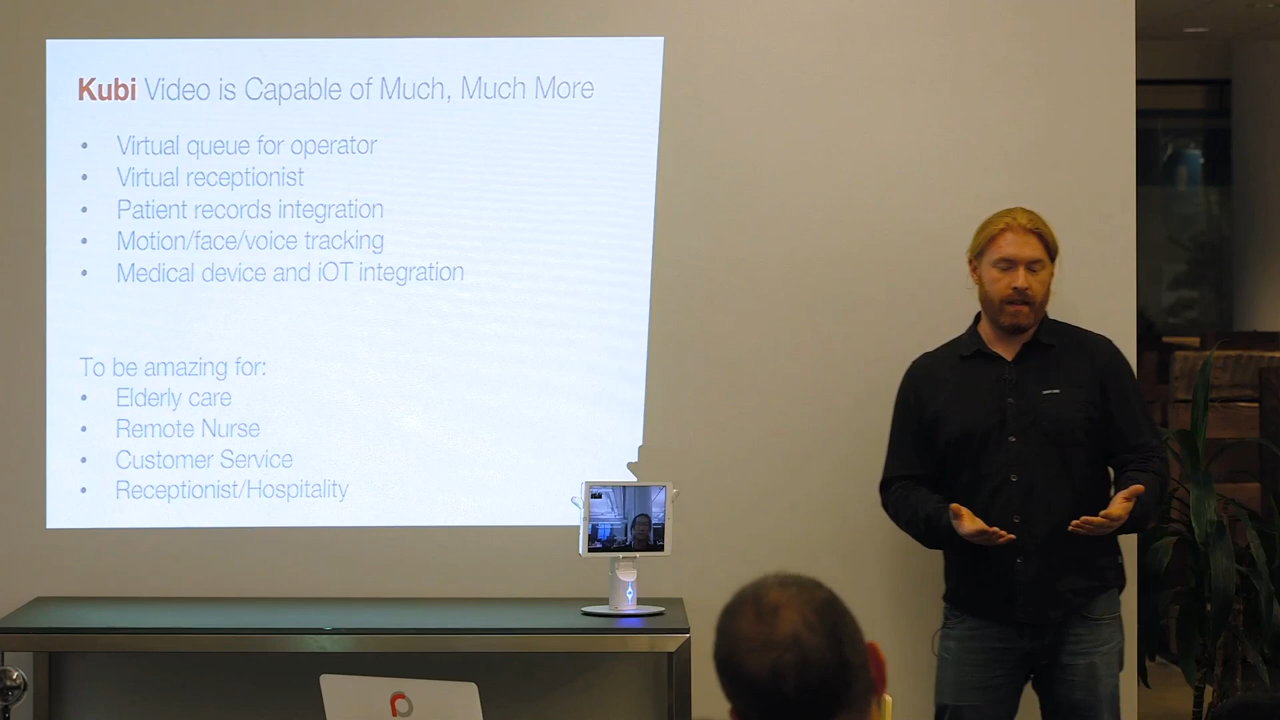 Kubi Video is Capable of Much, Much More
• Virtual queue for operator
• Virtual receptionist
• Patient records integration
• Motion/face/voice tracking
• Medical device and iOT integration
To be amazing for:
• Elderly care
• Remote Nurse
• Customer Service
• Receptionist/Hospitality